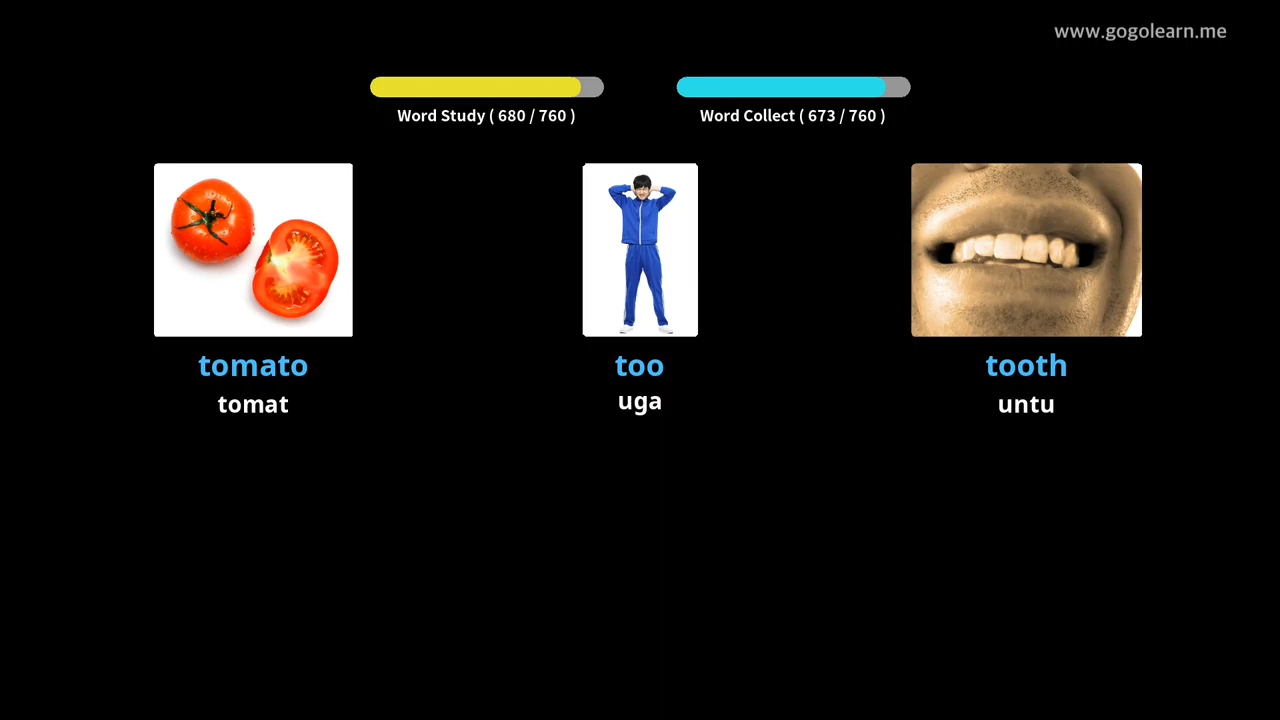 www.gogolearn.me
Word Study ( 680 / 760 )
Word Collect ( 673 / 760 )
tomato
tomat
too
uga
tooth
untu